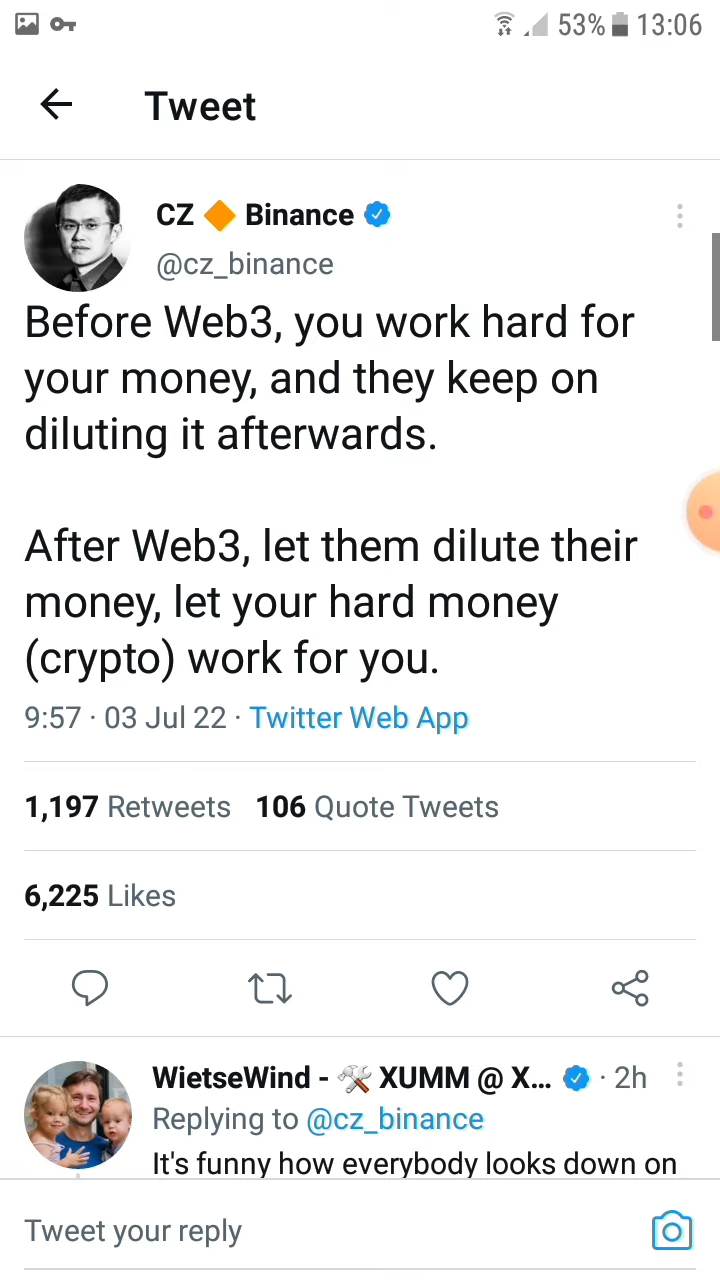 53% 13:06
Tweet
CZ 🔶 Binance
@cz_binance
Before Web3, you work hard for
your money, and they keep on
diluting it afterwards.
After Web3, let them dilute their
money, let your hard money
(crypto) work for you.
9:57 · 03 Jul 22 · Twitter Web App
1,197 Retweets 106 Quote Tweets
6,225 Likes
WietseWind - 🛠 XUMM @ X... · 2h
Replying to @cz_binance
It's funny how everybody looks down on
Tweet your reply